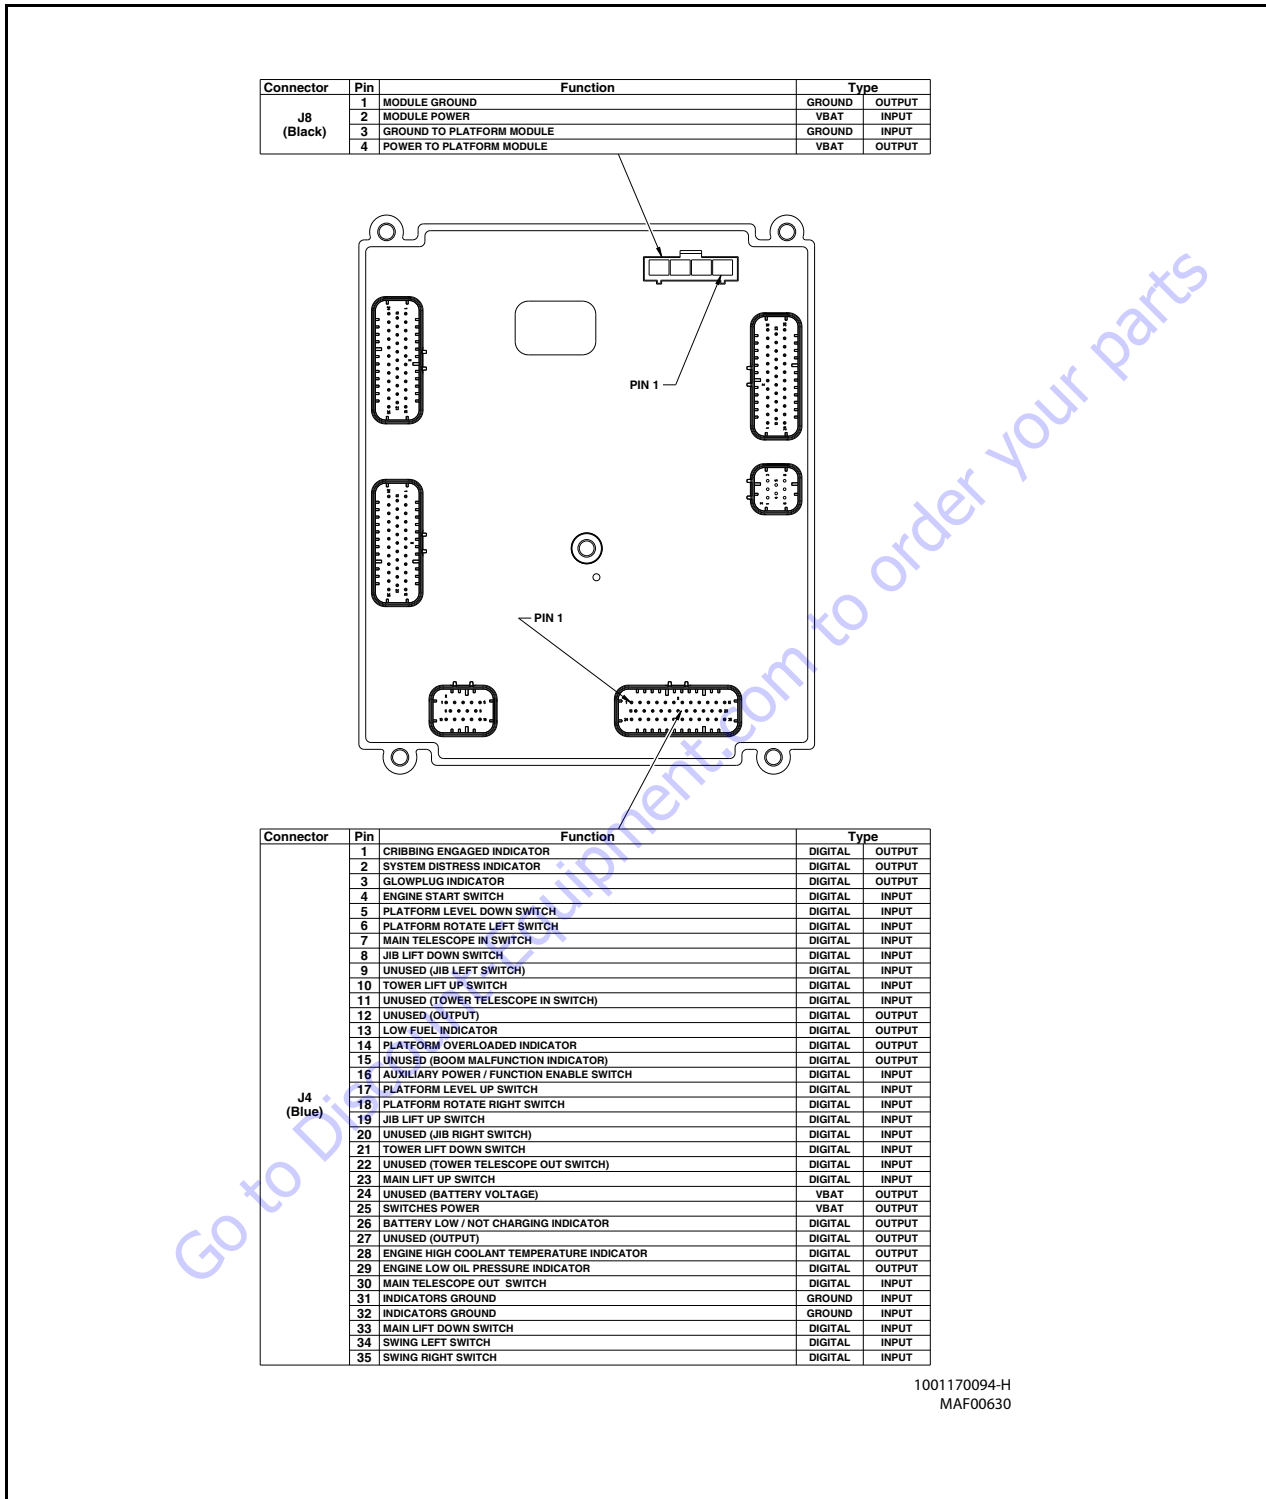 Connector Pin Function Type
J8
(Black)
1 MODULE GROUND GROUND OUTPUT
2 MODULE POWER VBAT INPUT
3 GROUND TO PLATFORM MODULE GROUND INPUT
4 POWER TO PLATFORM MODULE VBAT OUTPUT
PIN 1
PIN 1
Connector Pin Function Type
J4
(Blue)
1 CRIBBING ENGAGED INDICATOR DIGITAL OUTPUT
2 SYSTEM DISTRESS INDICATOR DIGITAL OUTPUT
3 GLOWPLUG INDICATOR DIGITAL OUTPUT
4 ENGINE START SWITCH DIGITAL INPUT
5 PLATFORM LEVEL DOWN SWITCH DIGITAL INPUT
6 PLATFORM ROTATE LEFT SWITCH DIGITAL INPUT
7 MAIN TELESCOPE IN SWITCH DIGITAL INPUT
8 JIB LIFT DOWN SWITCH DIGITAL INPUT
9 UNUSED (JIB LEFT SWITCH) DIGITAL INPUT
10 TOWER LIFT UP SWITCH DIGITAL INPUT
11 UNUSED (TOWER TELESCOPE IN SWITCH) DIGITAL INPUT
12 UNUSED (OUTPUT) DIGITAL OUTPUT
13 LOW FUEL INDICATOR DIGITAL OUTPUT
14 PLATFORM OVERLOADED INDICATOR DIGITAL OUTPUT
15 UNUSED (BOOM MALFUNCTION INDICATOR) DIGITAL OUTPUT
16 AUXILIARY POWER / FUNCTION ENABLE SWITCH DIGITAL INPUT
17 PLATFORM LEVEL UP SWITCH DIGITAL INPUT
18 PLATFORM ROTATE RIGHT SWITCH DIGITAL INPUT
19 JIB LIFT UP SWITCH DIGITAL INPUT
20 UNUSED (JIB RIGHT SWITCH) DIGITAL INPUT
21 TOWER LIFT DOWN SWITCH DIGITAL INPUT
22 UNUSED (TOWER TELESCOPE OUT SWITCH) DIGITAL INPUT
23 MAIN LIFT UP SWITCH DIGITAL INPUT
24 UNUSED (BATTERY VOLTAGE) VBAT OUTPUT
25 SWITCHES POWER VBAT OUTPUT
26 BATTERY LOW / NOT CHARGING INDICATOR DIGITAL OUTPUT
27 UNUSED (OUTPUT) DIGITAL OUTPUT
28 ENGINE HIGH COOLANT TEMPERATURE INDICATOR DIGITAL OUTPUT
29 ENGINE LOW OIL PRESSURE INDICATOR DIGITAL OUTPUT
30 MAIN TELESCOPE OUT SWITCH DIGITAL INPUT
31 INDICATORS GROUND GROUND INPUT
32 INDICATORS GROUND GROUND INPUT
33 MAIN LIFT DOWN SWITCH DIGITAL INPUT
34 SWING LEFT SWITCH DIGITAL INPUT
35 SWING RIGHT SWITCH DIGITAL INPUT
1001170094-H
MAF00630
Go to Discount-Equipment.com to order your parts